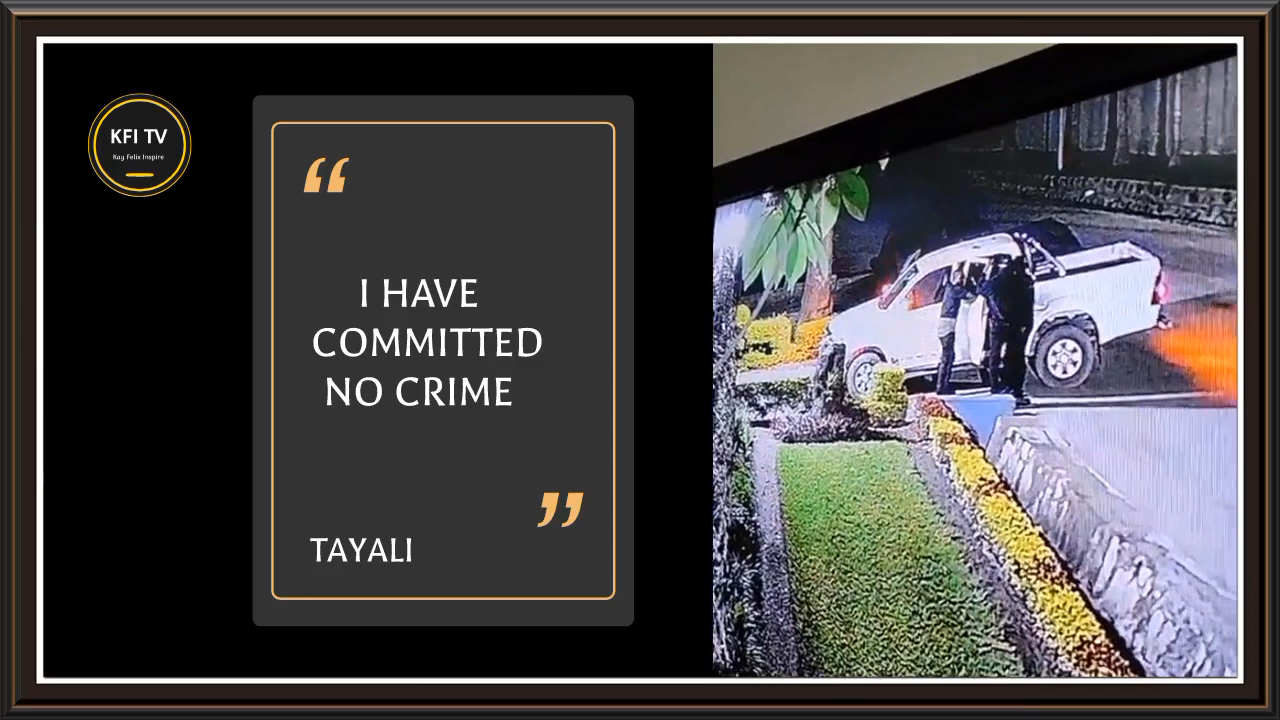 KFI TV
Kay Felix Inspire
“
I HAVE
COMMITTED
NO CRIME
”
TAYALI